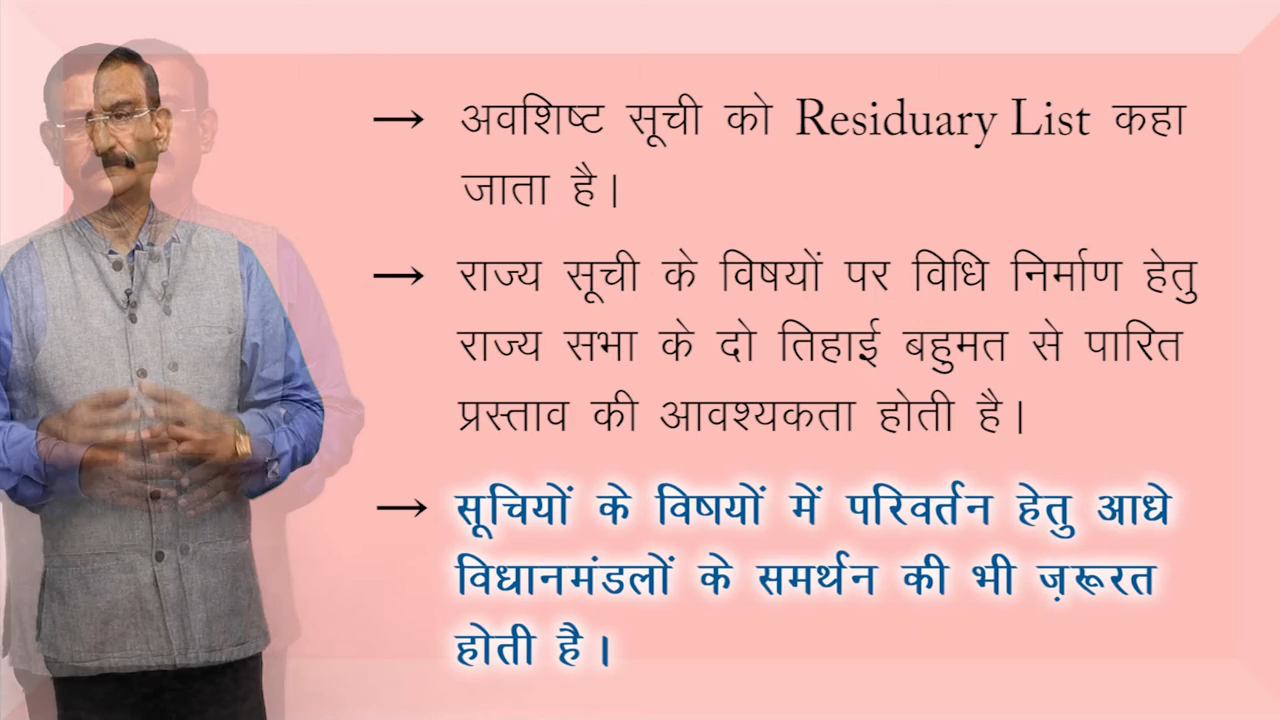 → अवशिष्ट सूची को Residuary List कहा
जाता है।
→ राज्य सूची के विषयों पर विधि निर्माण हेतु
राज्य सभा के दो तिहाई बहुमत से पारित
प्रस्ताव की आवश्यकता होती है।
→ सूचियों के विषयों में परिवर्तन हेतु आधे
विधानमंडलों के समर्थन की भी ज़रूरत
होती है।